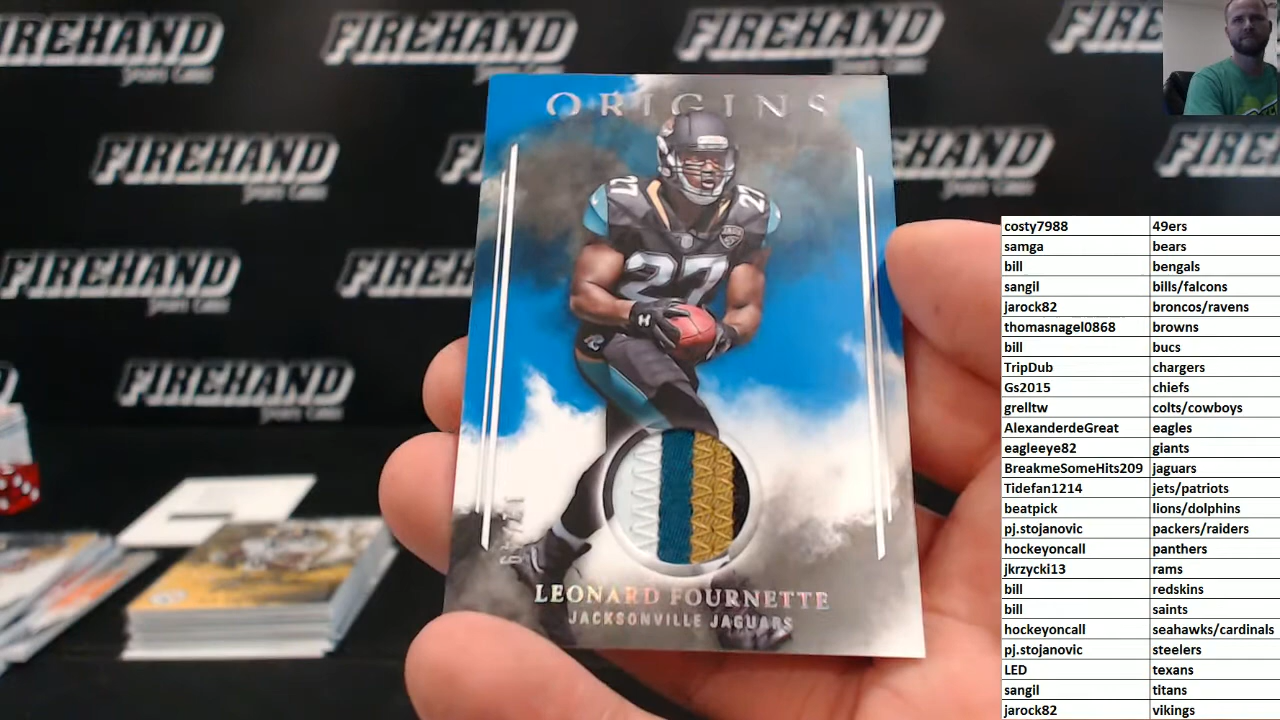 FIREHAND
FIREHAND
FIREHAND
FIREHAND
FIREHAND
FIREHAND
FIREHAND
ORIGINS
27 27
27
LEONARD FOURNETTE
JACKSONVILLE JAGUARS
costy7988 49ers
samga bears
bill bengals
sangil bills/falcons
jarock82 broncos/ravens
thomasnagel0868 browns
bill bucs
TripDub chargers
Gs2015 chiefs
grelltw colts/cowboys
AlexanderdeGreat eagles
eagleeye82 giants
BreakmeSomeHits209 jaguars
Tidefan1214 jets/patriots
beatpick lions/dolphins
pj.stojanovic packers/raiders
hockeyoncall panthers
jkrzycki13 rams
bill redskins
bill saints
hockeyoncall seahawks/cardinals
pj.stojanovic steelers
LED texans
sangil titans
jarock82 vikings